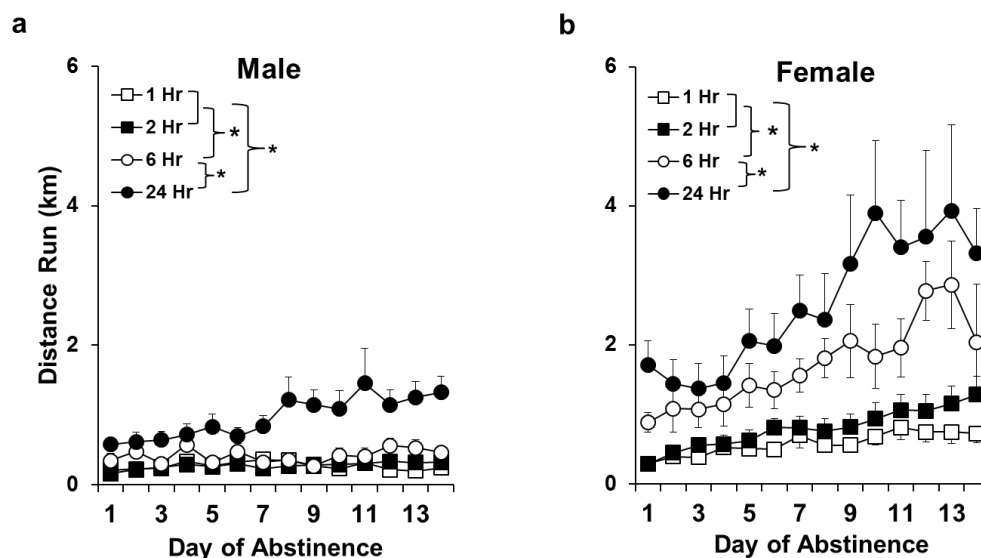 a
Male
6
4
2
0
Distance Run (km)
1 Hr
2 Hr
6 Hr
24 Hr
*
*
*
1 3 5 7 9 11 13
Day of Abstinence
b
Female
6
4
2
0
1 Hr
2 Hr
6 Hr
24 Hr
*
*
*
1 3 5 7 9 11 13
Day of Abstinence